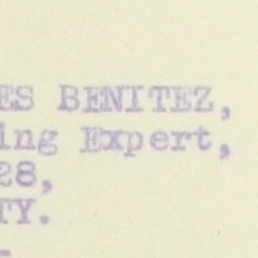 ES BENITEZ,
ing Expert,
28,
TY.